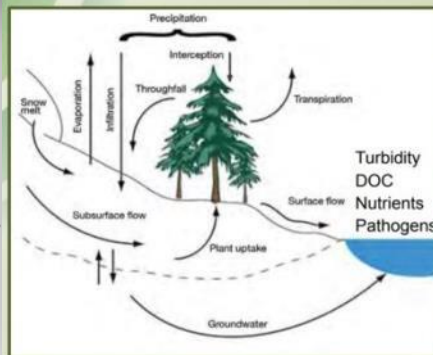 Precipitation
Interception
Snow
melt
Evaporation
Infiltration
Throughfall
Transpiration
Turbidity
DOC
Nutrients
Pathogens
Surface flow
Subsurface flow
Plant uptake
Groundwater